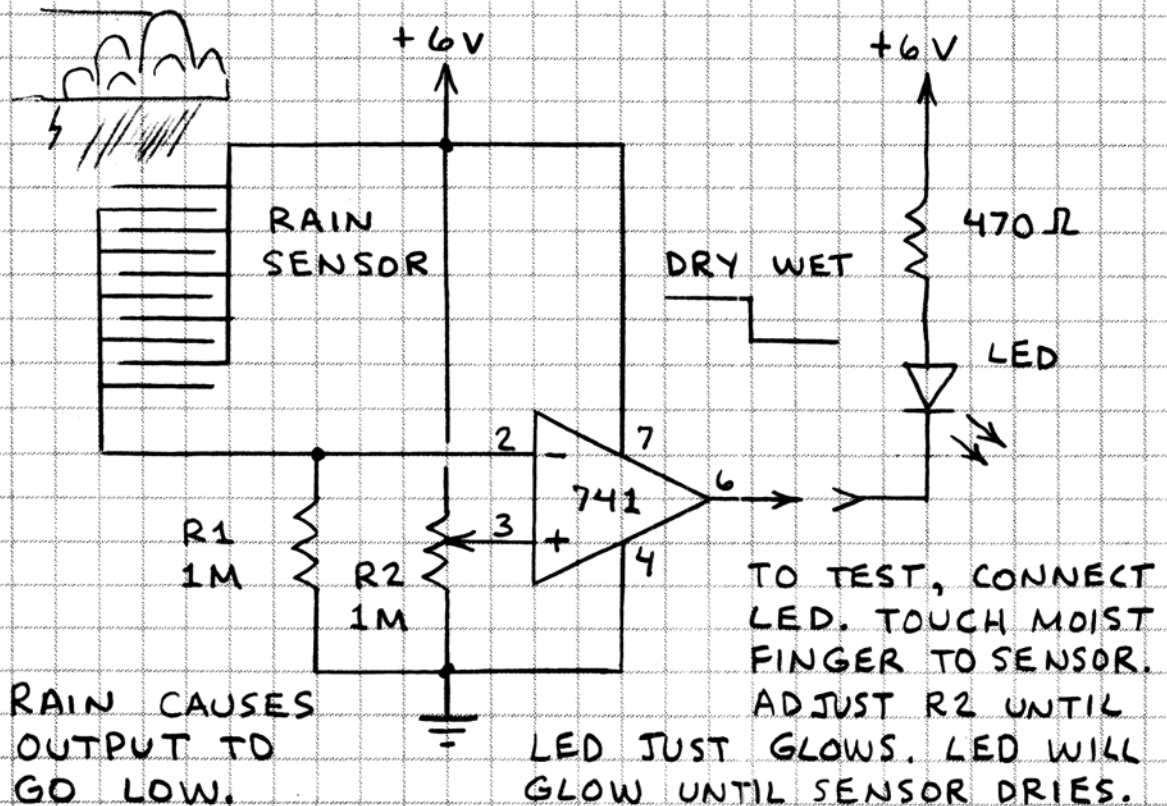 +6V
+6V
RAIN
SENSOR
470Ω
DRY WET
LED
2
-
7
741
6
3
+
4
R1
1M
R2
1M
TO TEST, CONNECT
LED. TOUCH MOIST
FINGER TO SENSOR.
ADJUST R2 UNTIL
LED JUST GLOWS. LED WILL
GLOW UNTIL SENSOR DRIES.
RAIN CAUSES
OUTPUT TO
GO LOW.